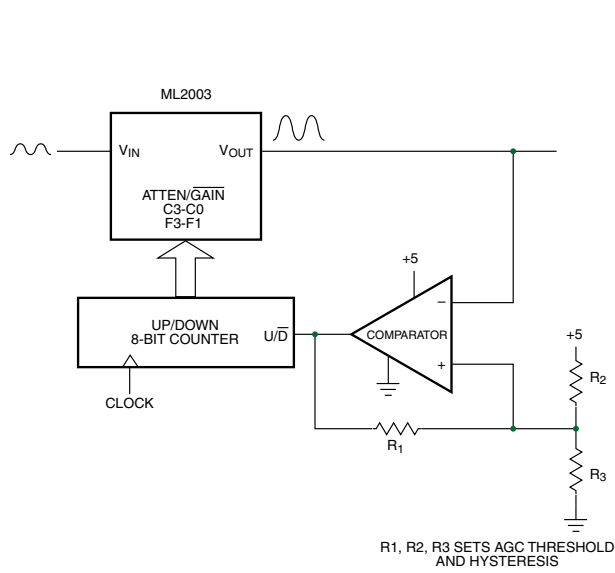 ML2003
VIN
VOUT
ATTEN/GAIN
C3-C0
F3-F1
+5
−
COMPARATOR
+
UP/DOWN
8-BIT COUNTER
U/D
CLOCK
+5
R2
R1
R3
R1, R2, R3 SETS AGC THRESHOLD
AND HYSTERESIS